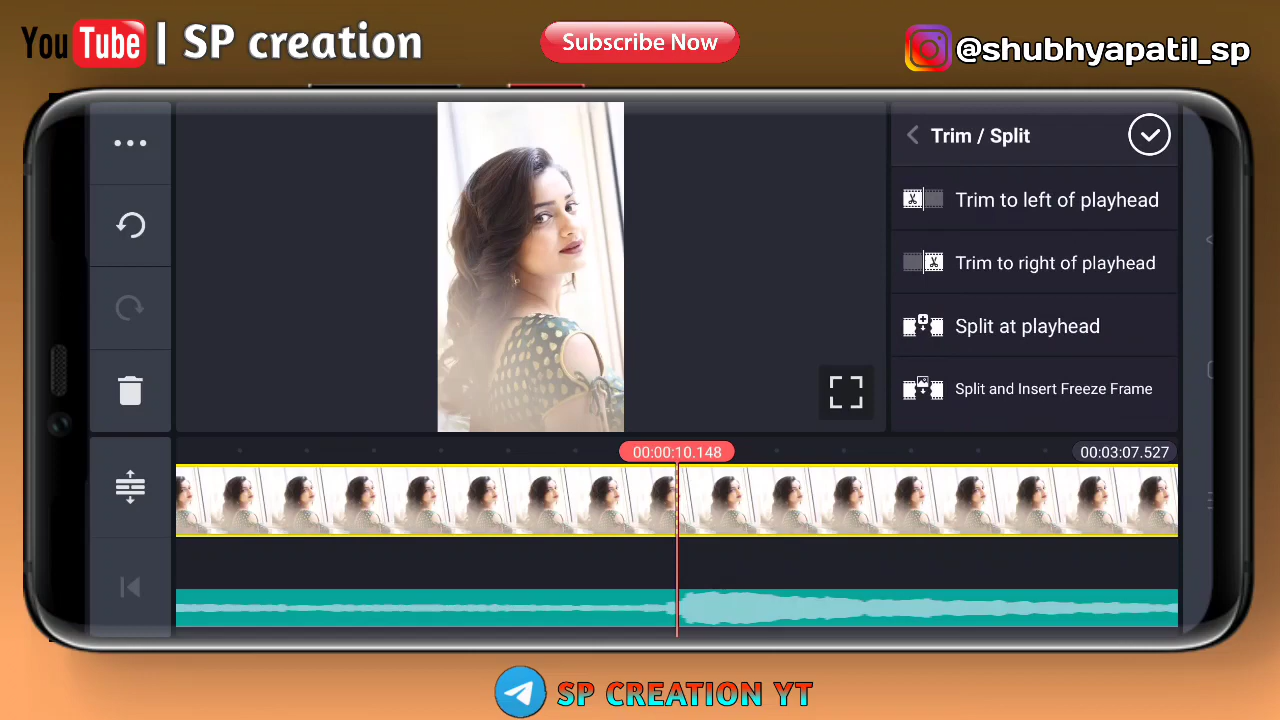 YouTube | SP creation
Subscribe Now
@shubhyapatil_sp
Trim / Split
Trim to left of playhead
Trim to right of playhead
Split at playhead
Split and Insert Freeze Frame
00:00:10.148
00:03:07.527
SP CREATION YT